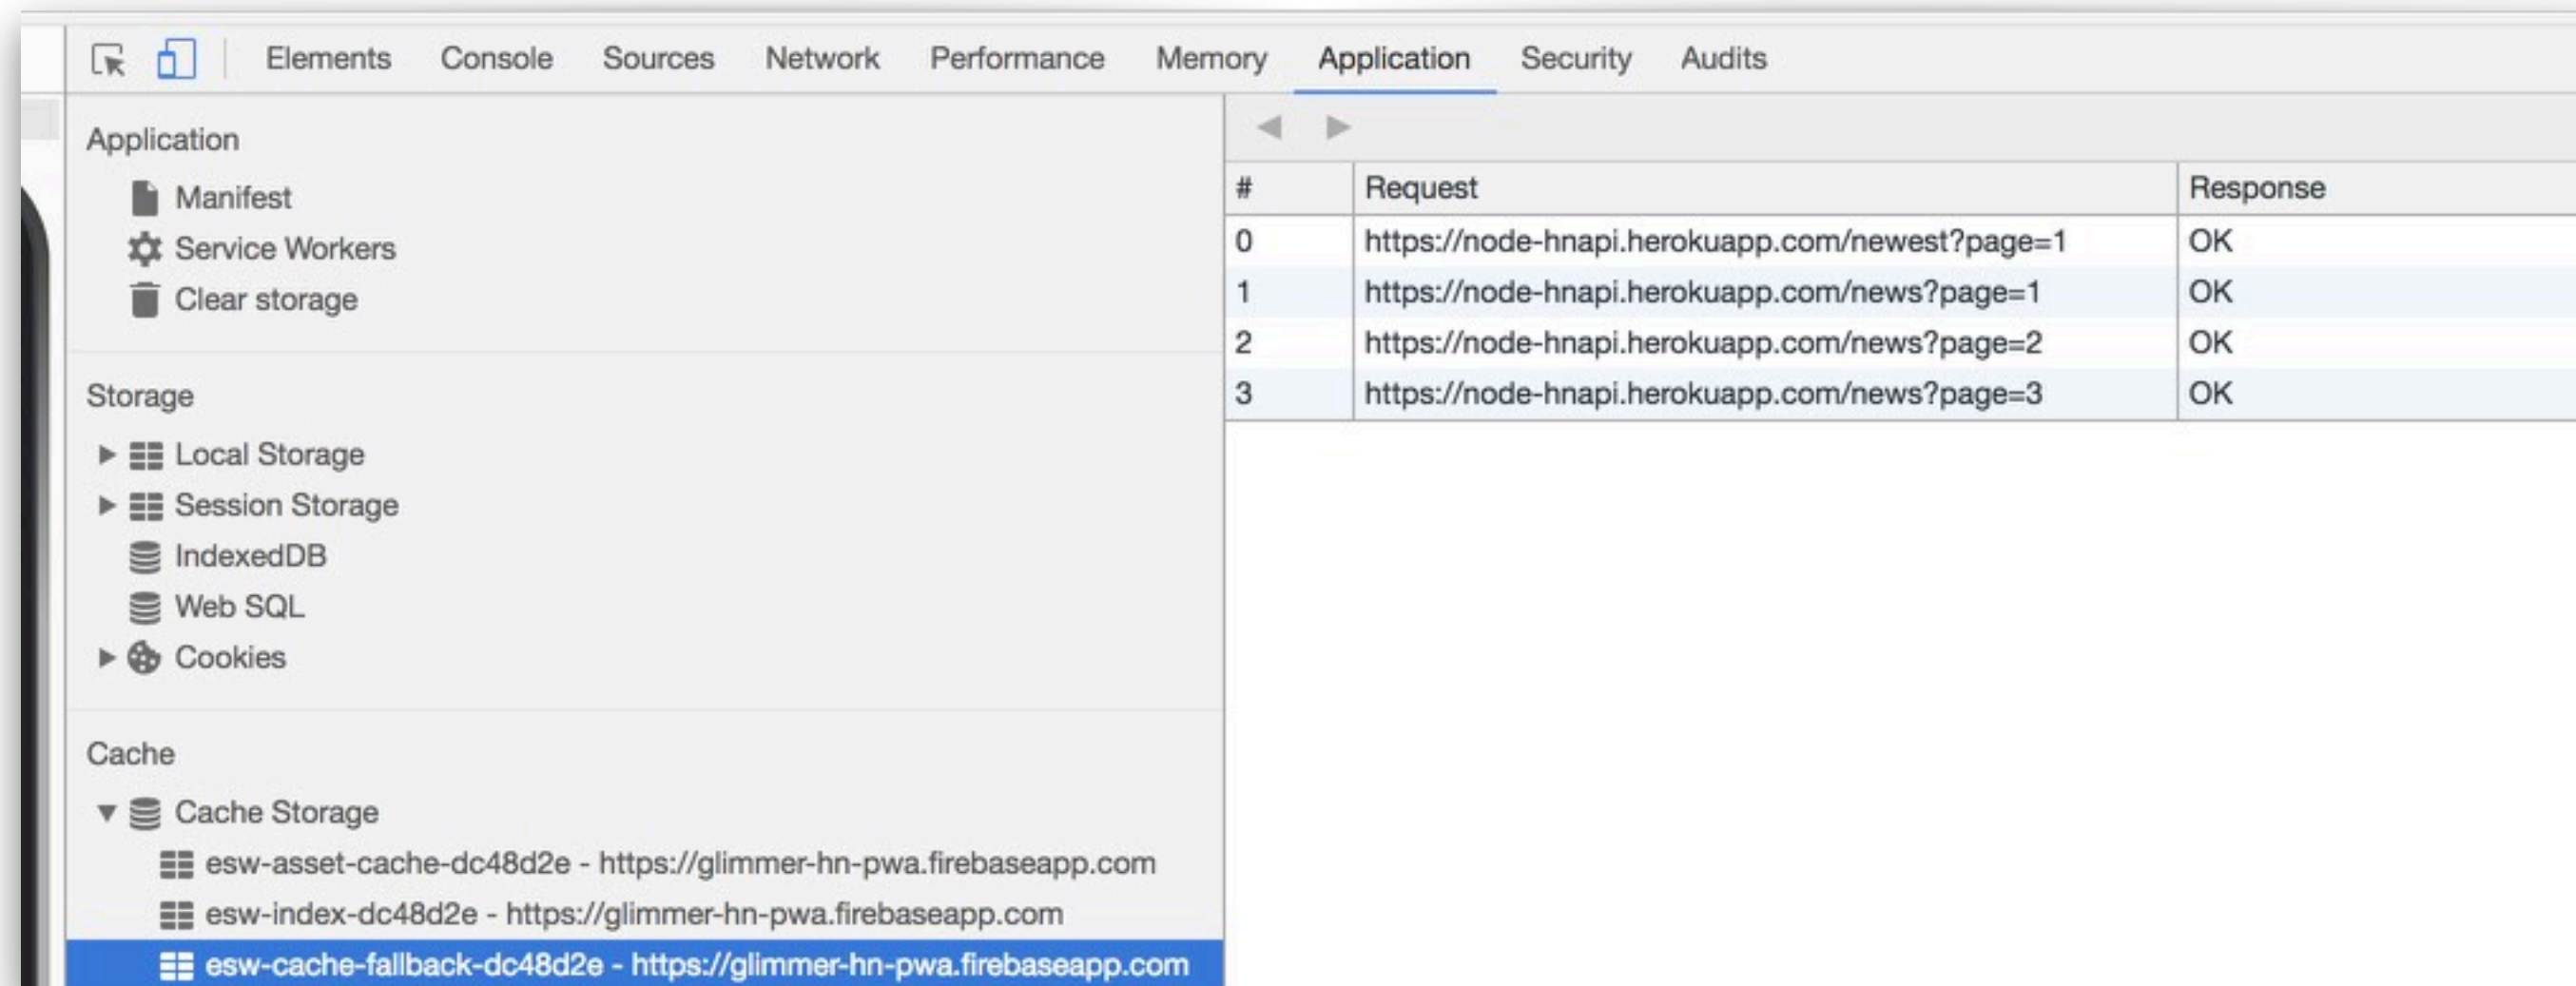 Elements Console Sources Network Performance Memory Application Security Audits
Application
Manifest
Service Workers
Clear storage
Storage
Local Storage
Session Storage
IndexedDB
Web SQL
Cookies
Cache
Cache Storage
esw-asset-cache-dc48d2e - https://glimmer-hn-pwa.firebaseapp.com
esw-index-dc48d2e - https://glimmer-hn-pwa.firebaseapp.com
esw-cache-fallback-dc48d2e - https://glimmer-hn-pwa.firebaseapp.com
# Request Response
0 https://node-hnapi.herokuapp.com/newest?page=1 OK
1 https://node-hnapi.herokuapp.com/news?page=1 OK
2 https://node-hnapi.herokuapp.com/news?page=2 OK
3 https://node-hnapi.herokuapp.com/news?page=3 OK